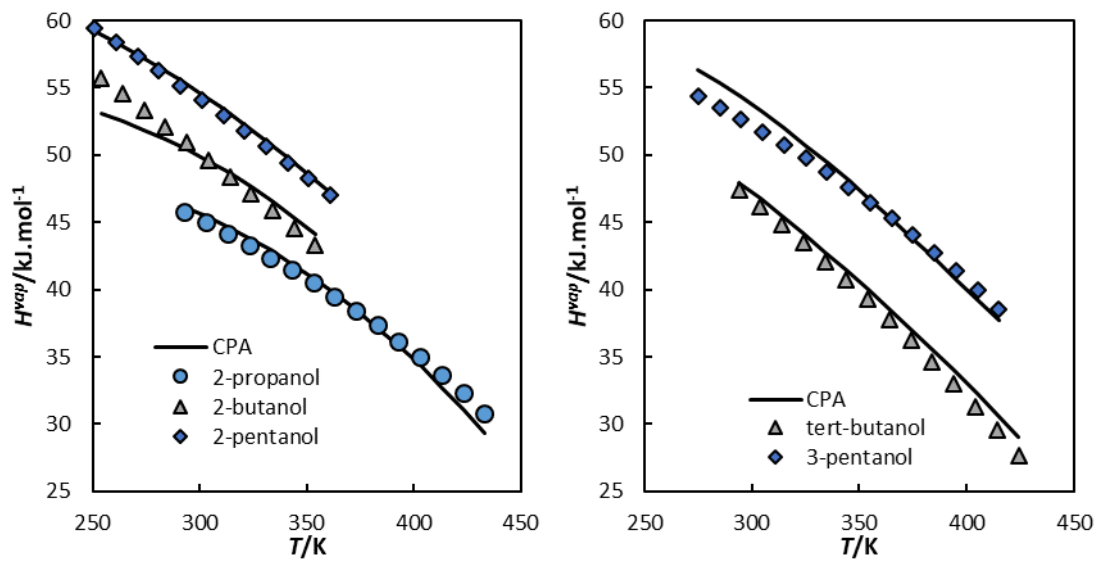 60
55
50
45
40
35
30
25
H^vap/kJ.mol^-1
CPA
2-propanol
2-butanol
2-pentanol
250 300 350 400 450
T/K
60
55
50
45
40
35
30
25
H^vap/kJ.mol^-1
CPA
tert-butanol
3-pentanol
250 300 350 400 450
T/K